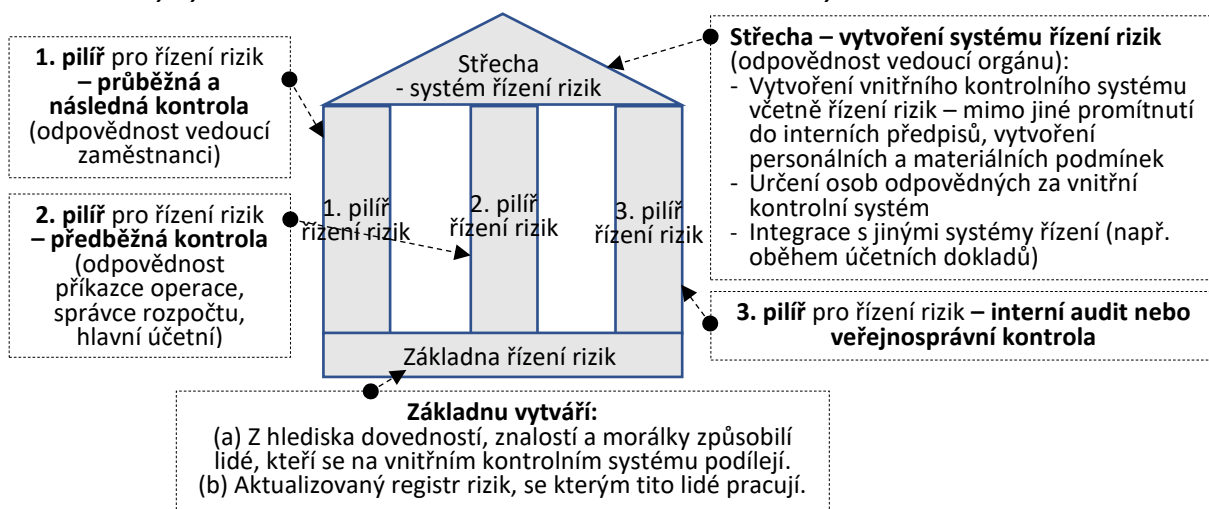 1. pilíř pro řízení rizik
– průběžná a
následná kontrola
(odpovědnost vedoucí
zaměstnanci)
2. pilíř pro řízení rizik
– předběžná kontrola
(odpovědnost
příkazce operace,
správce rozpočtu,
hlavní účetní)
Střecha
- systém řízení rizik
1. pilíř
řízení rizik
2. pilíř
řízení rizik
3. pilíř
řízení rizik
Základna řízení rizik
Střecha – vytvoření systému řízení rizik
(odpovědnost vedoucí orgánu):
- Vytvoření vnitřního kontrolního systému
včetně řízení rizik – mimo jiné promítnutí
do interních předpisů, vytvoření
personálních a materiálních podmínek
- Určení osob odpovědných za vnitřní
kontrolní systém
- Integrace s jinými systémy řízení (např.
oběhem účetních dokladů)
3. pilíř pro řízení rizik – interní audit nebo
veřejnosprávní kontrola
Základnu vytváří:
(a) Z hlediska dovedností, znalostí a morálky způsobilí
lidé, kteří se na vnitřním kontrolním systému podílejí.
(b) Aktualizovaný registr rizik, se kterým tito lidé pracují.